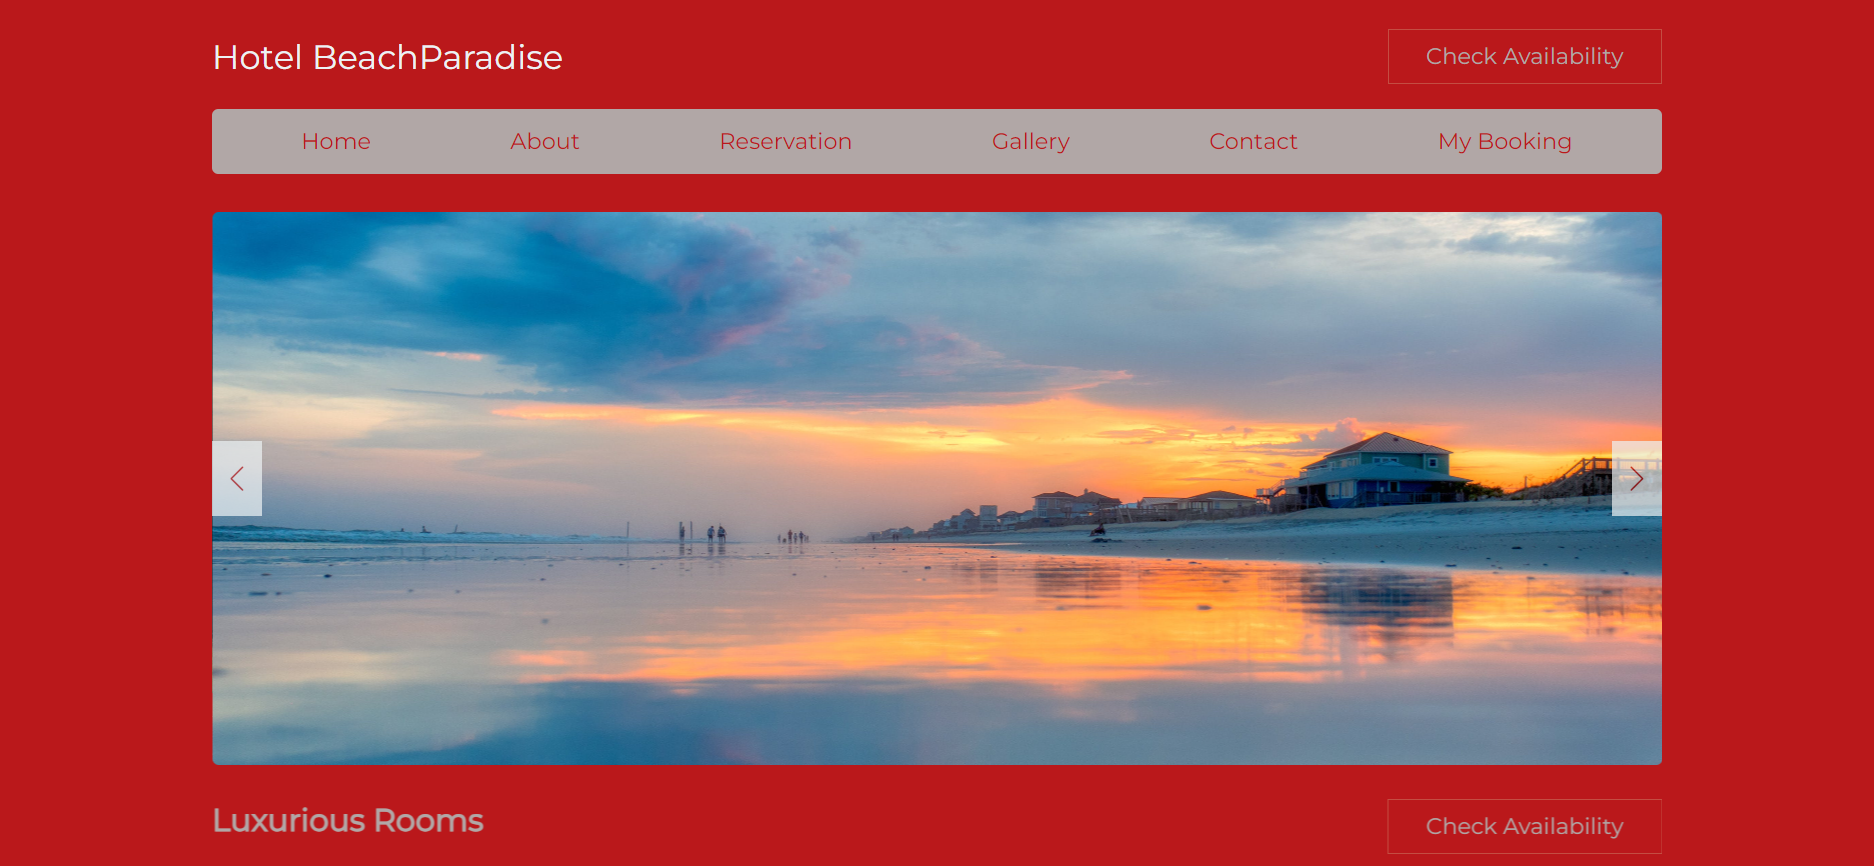 Hotel BeachParadise
Check Availability
Home About Reservation Gallery Contact My Booking
Luxurious Rooms
Check Availability